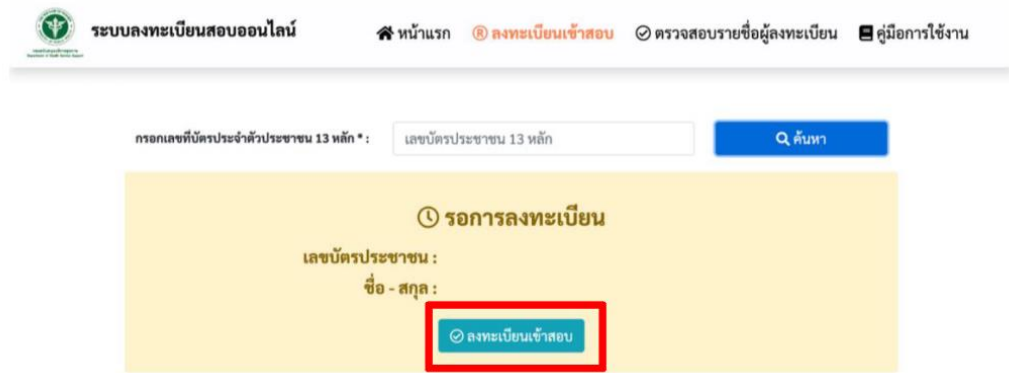 ระบบลงทะเบียนสอบออนไลน์ หน้าแรก ® ลงทะเบียนเข้าสอบ ตรวจสอบรายชื่อผู้ลงทะเบียน คู่มือการใช้งาน
กรอกเลขที่บัตรประจำตัวประชาชน 13 หลัก * : เลขบัตรประชาชน 13 หลัก ค้นหา
รอการลงทะเบียน
เลขบัตรประชาชน :
ชื่อ - สกุล :
ลงทะเบียนเข้าสอบ